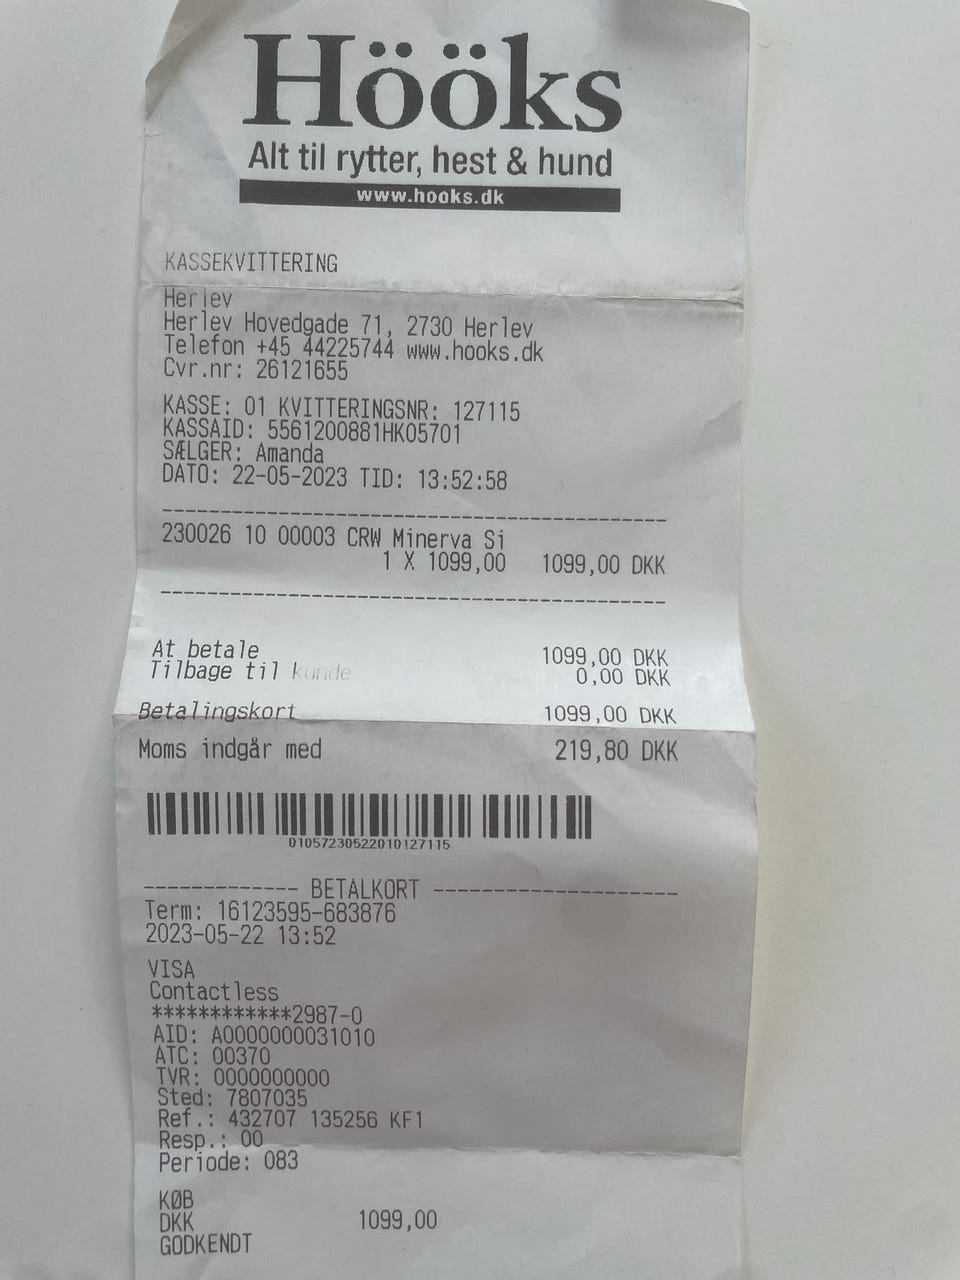 Hööks
Alt til rytter, hest & hund
www.hooks.dk
KASSEKVITTERING
Herlev
Herlev Hovedgade 71, 2730 Herlev
Telefon +45 44225744 www.hooks.dk
Cvr.nr: 26121655
KASSE: 01 KVITTERINGSNR: 127115
KASSAID: 5561200881HK05701
SÆLGER: Amanda
DATO: 22-05-2023 TID: 13:52:58
230026 10 00003 CRW Minerva Si
1 X 1099,00 1099,00 DKK
At betale 1099,00 DKK
Tilbage til kunde 0,00 DKK
Betalingskort 1099,00 DKK
Moms indgår med 219,80 DKK
01057230522010127115
------------- BETALKORT ---------------------
Term: 16123595-683876
2023-05-22 13:52
VISA
Contactless
************2987-0
AID: A0000000031010
ATC: 00370
TVR: 0000000000
Sted: 7807035
Ref.: 432707 135256 KF1
Resp.: 00
Periode: 083
KØB
DKK 1099,00
GODKENDT